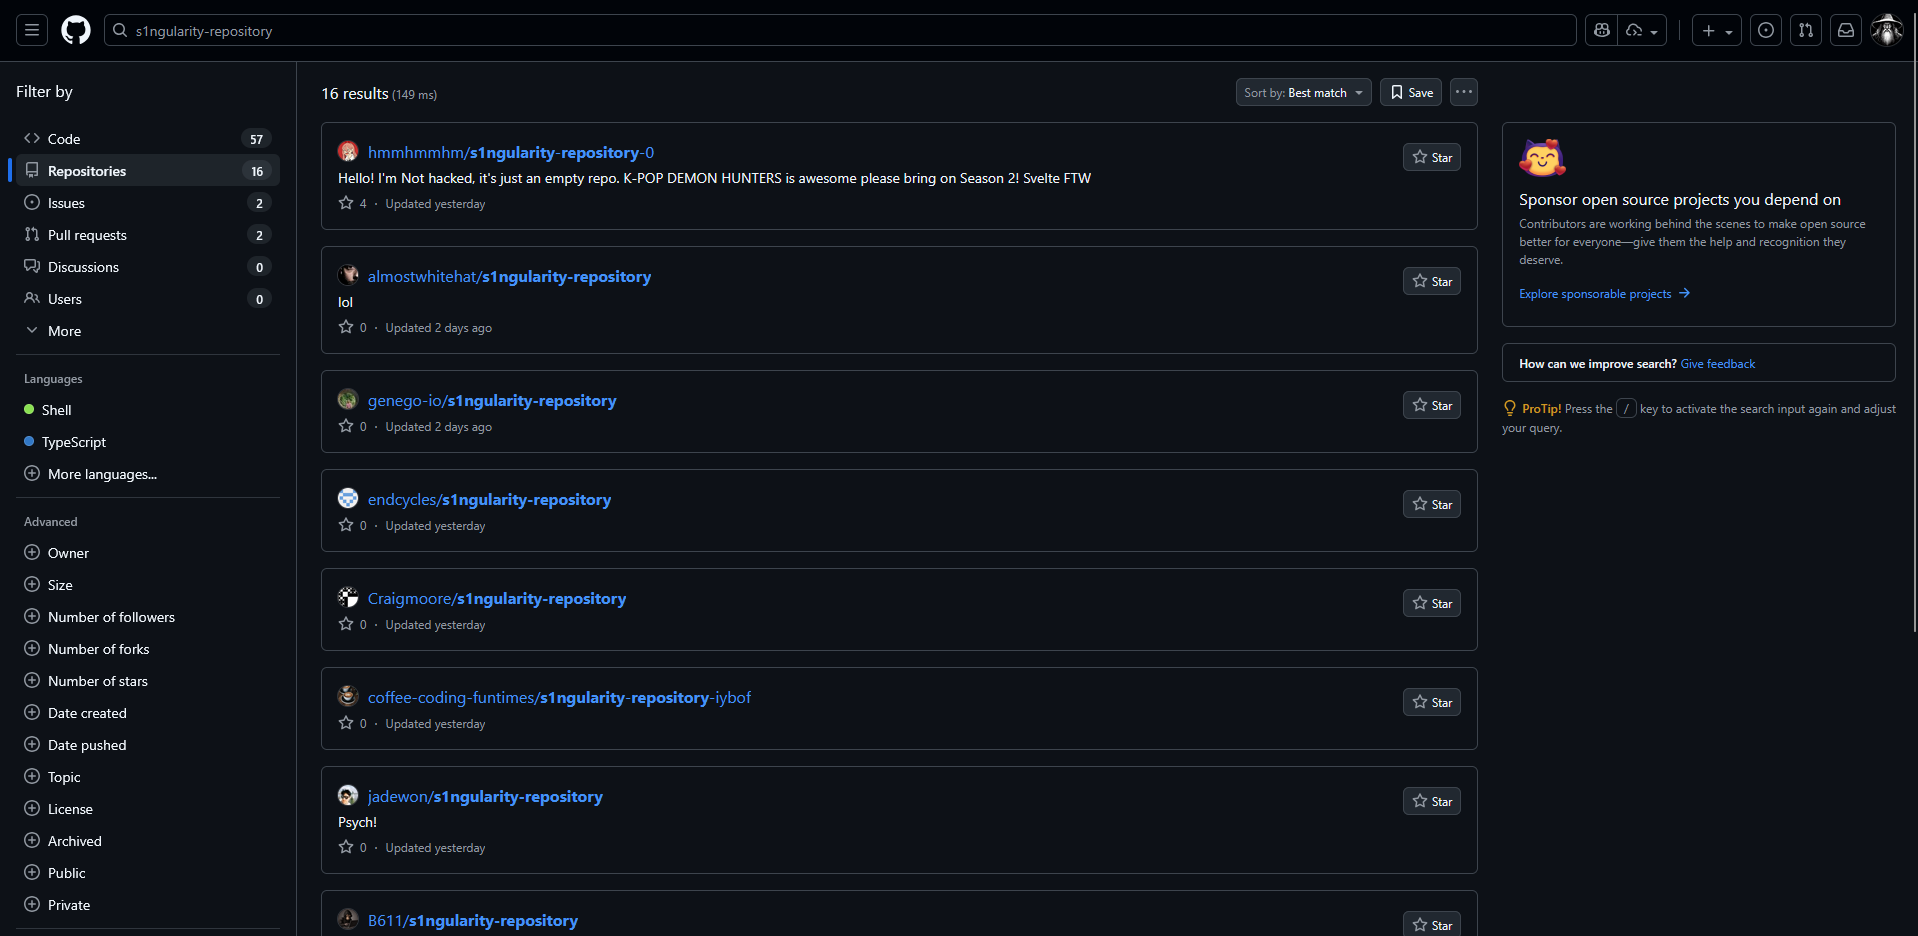 s1ngularity-repository
Filter by
Code 57
Repositories 16
Issues 2
Pull requests 2
Discussions 0
Users 0
More
Languages
Shell
TypeScript
More languages...
Advanced
Owner
Size
Number of followers
Number of forks
Number of stars
Date created
Date pushed
Topic
License
Archived
Public
Private
16 results (149 ms)
Sort by: Best match
Save
hmmhmmhm/s1ngularity-repository-0
Star
Hello! I'm Not hacked, it's just an empty repo. K-POP DEMON HUNTERS is awesome please bring on Season 2! Svelte FTW
4 · Updated yesterday
almostwhitehat/s1ngularity-repository
Star
lol
0 · Updated 2 days ago
genego-io/s1ngularity-repository
Star
0 · Updated 2 days ago
endcycles/s1ngularity-repository
Star
0 · Updated yesterday
Craigmoore/s1ngularity-repository
Star
0 · Updated yesterday
coffee-coding-funtimes/s1ngularity-repository-iybof
Star
0 · Updated yesterday
jadewon/s1ngularity-repository
Star
Psych!
0 · Updated yesterday
B611/s1ngularity-repository
Star
Sponsor open source projects you depend on
Contributors are working behind the scenes to make open source
better for everyone—give them the help and recognition they
deserve.
Explore sponsorable projects
How can we improve search? Give feedback
ProTip! Press the / key to activate the search input again and adjust
your query.